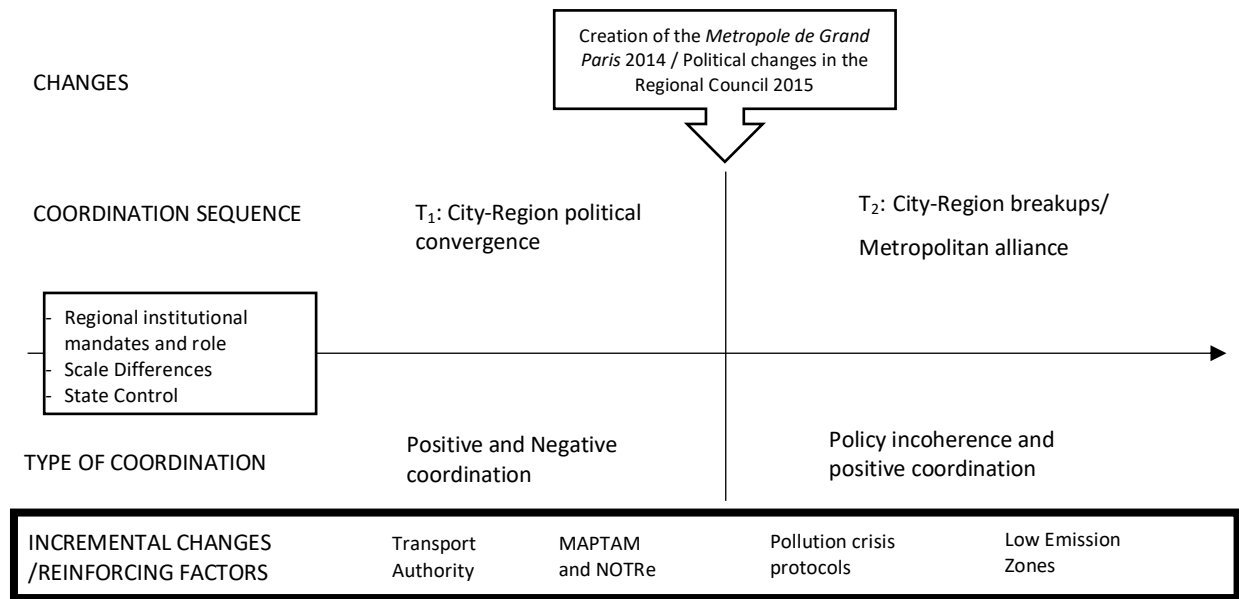 Creation of the Metropole de Grand
Paris 2014 / Political changes in the
Regional Council 2015
CHANGES
COORDINATION SEQUENCE
T₁: City-Region political
convergence
T₂: City-Region breakups/
Metropolitan alliance
- Regional institutional
mandates and role
- Scale Differences
- State Control
TYPE OF COORDINATION
Positive and Negative
coordination
Policy incoherence and
positive coordination
INCREMENTAL CHANGES
/REINFORCING FACTORS
Transport
Authority
MAPTAM
and NOTRe
Pollution crisis
protocols
Low Emission
Zones